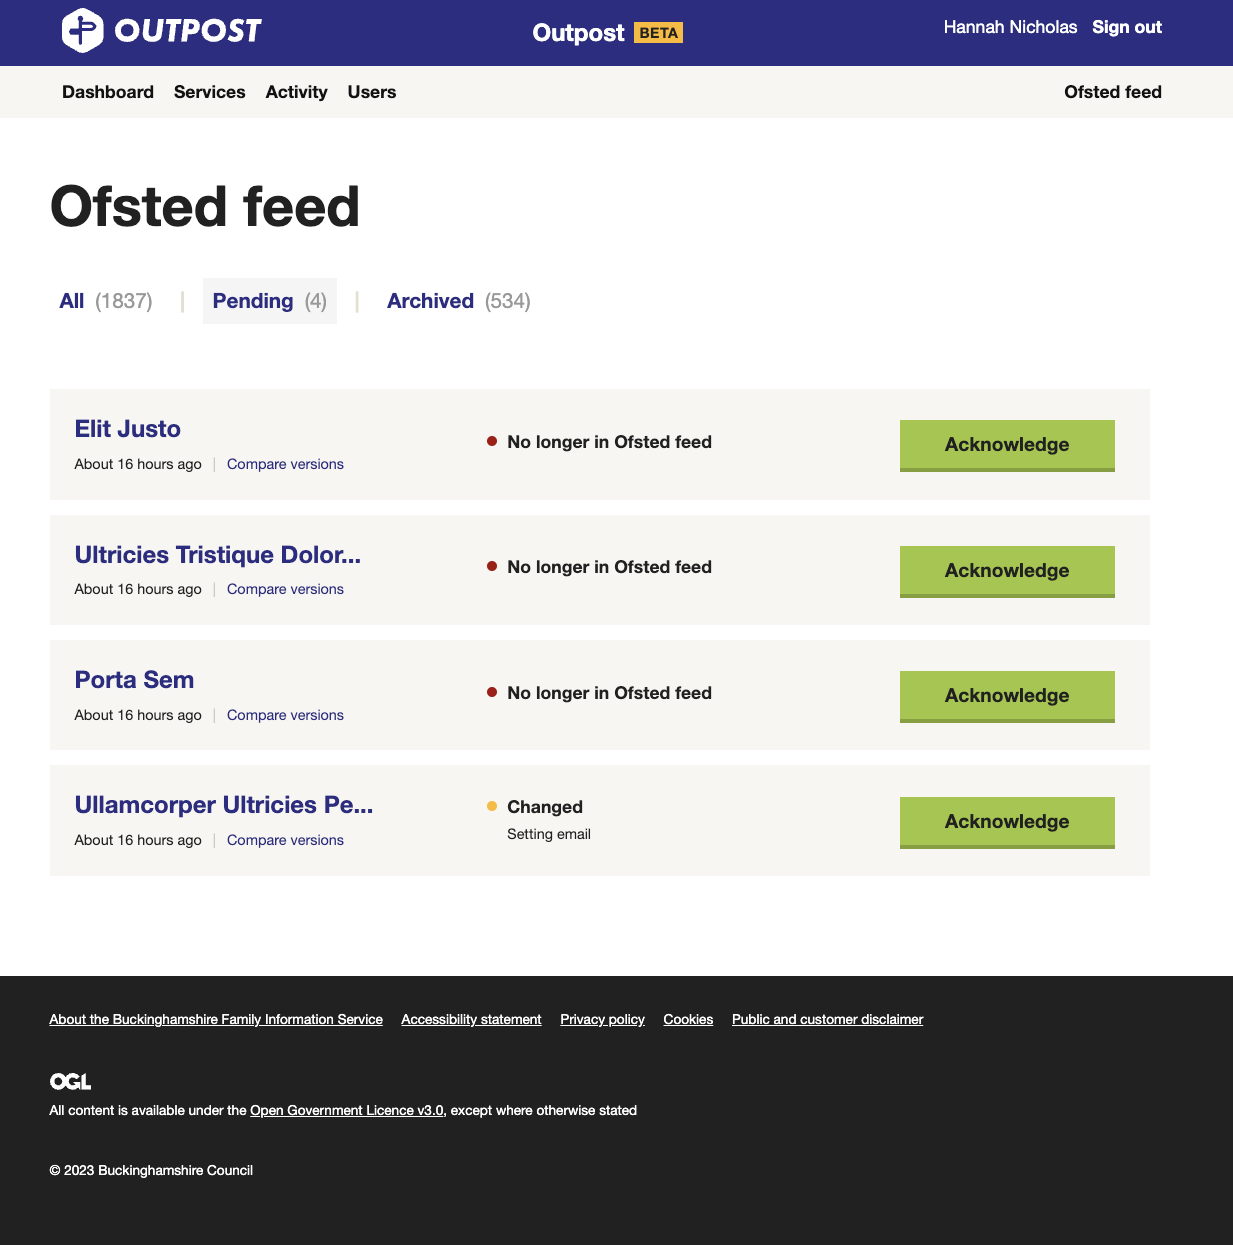 OUTPOST
Outpost BETA
Hannah Nicholas Sign out
Dashboard Services Activity Users Ofsted feed
Ofsted feed
All (1837) | Pending (4) | Archived (534)
Elit Justo
About 16 hours ago | Compare versions
No longer in Ofsted feed
Acknowledge
Ultricies Tristique Dolor...
About 16 hours ago | Compare versions
No longer in Ofsted feed
Acknowledge
Porta Sem
About 16 hours ago | Compare versions
No longer in Ofsted feed
Acknowledge
Ullamcorper Ultricies Pe...
About 16 hours ago | Compare versions
Changed
Setting email
Acknowledge
About the Buckinghamshire Family Information Service Accessibility statement Privacy policy Cookies Public and customer disclaimer
OGL
All content is available under the Open Government Licence v3.0, except where otherwise stated
© 2023 Buckinghamshire Council